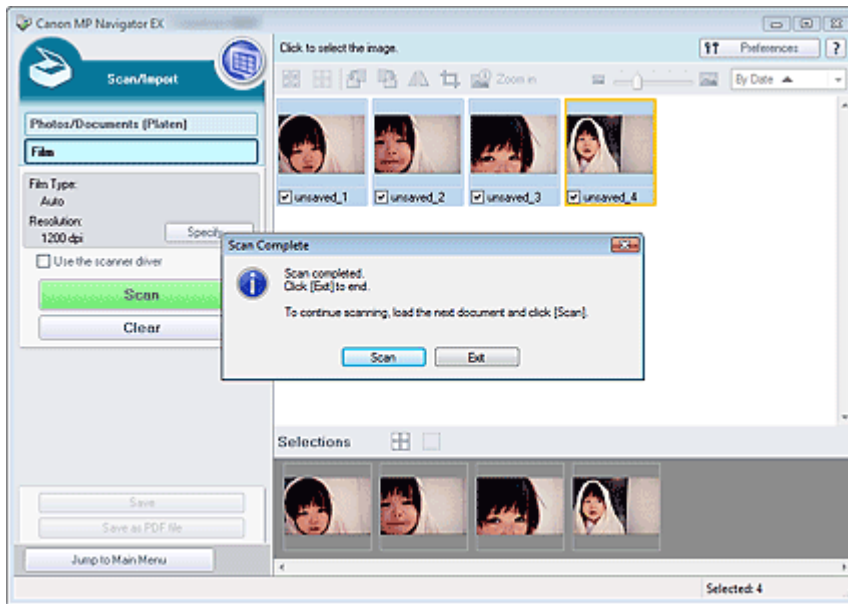 Canon MP Navigator EX
Click to select the image.
Preferences
?
Scan/Import
Zoom in
By Date
Photos/Documents (Platen)
Film
Film Type:
Auto
Resolution:
1200 dpi
Specify...
Use the scanner driver
Scan
Clear
unsaved_1
unsaved_2
unsaved_3
unsaved_4
Scan Complete
Scan completed.
Click [Exit] to end.
To continue scanning, load the next document and click [Scan].
Scan
Exit
Selections
Save
Save as PDF file
Jump to Main Menu
Selected: 4